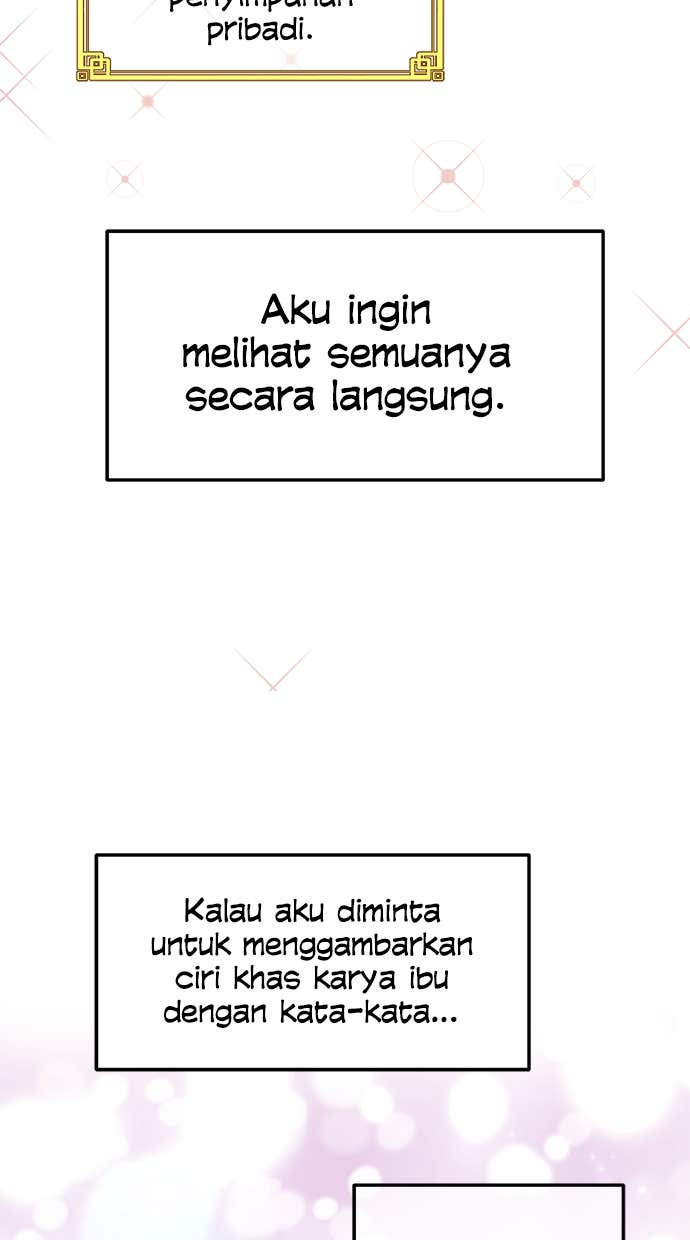 penyimpanan
pribadi.
Aku ingin
melihat semuanya
secara langsung.
Kalau aku diminta
untuk menggambarkan
ciri khas karya ibu
dengan kata-kata...